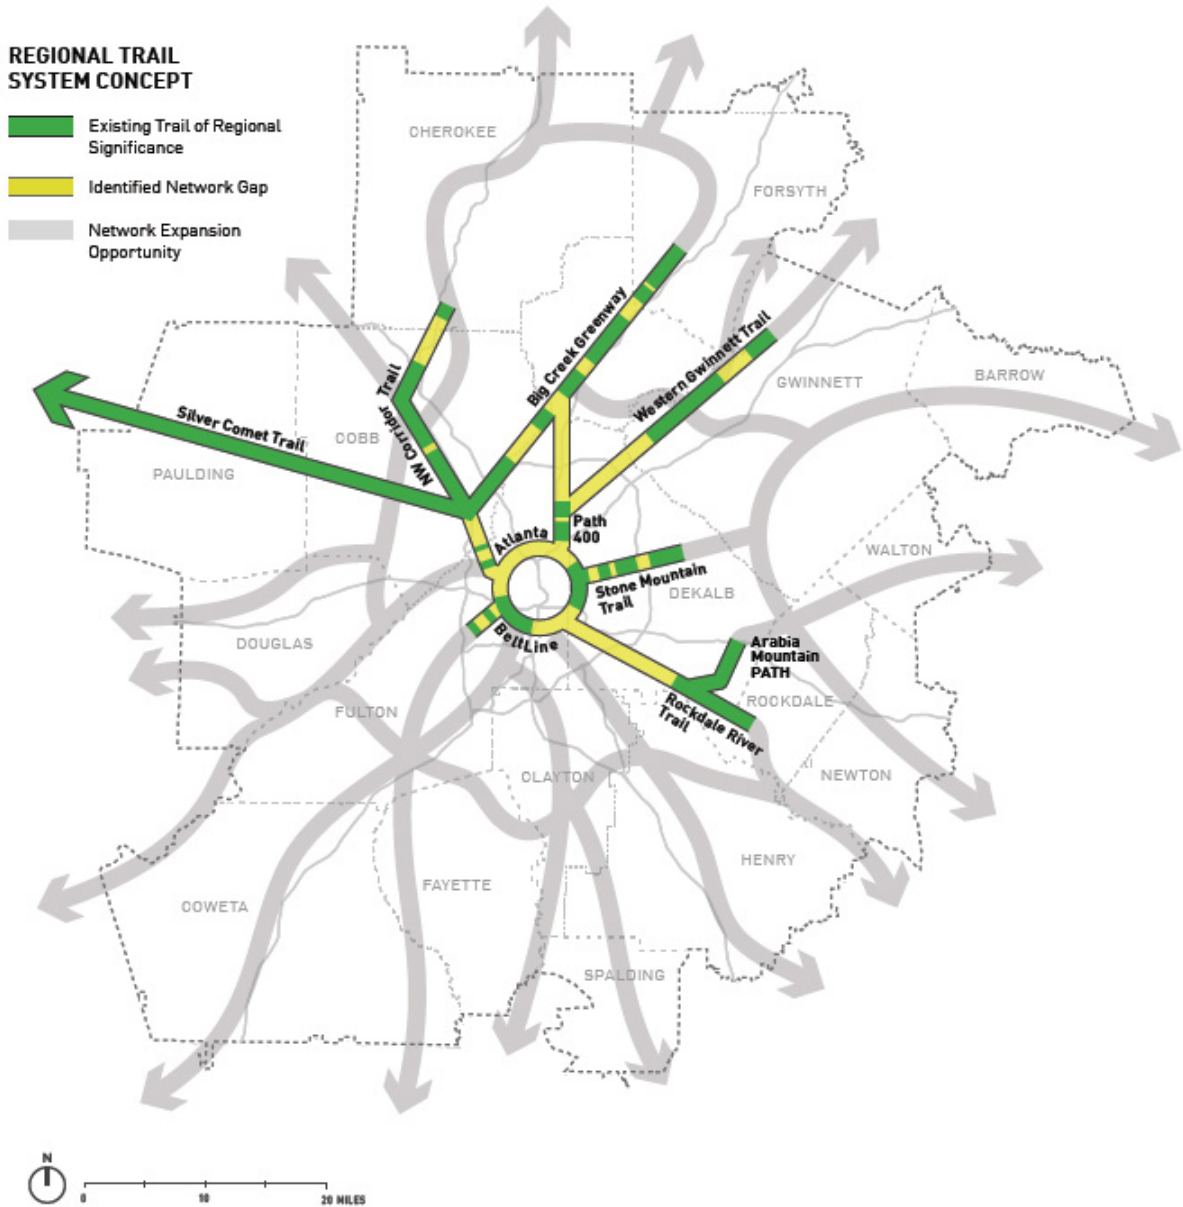 REGIONAL TRAIL
SYSTEM CONCEPT
Existing Trail of Regional
Significance
Identified Network Gap
Network Expansion
Opportunity
CHEROKEE
FORSYTH
Big Creek Greenway
Western Gwinnett Trail
NW Corridor Trail
Silver Comet Trail
GWINNETT
BARROW
COBB
PAULDING
Path
400
Atlanta
BeltLine
WALTON
Stone Mountain
Trail
DEKALB
DOUGLAS
Arabia
Mountain
PATH
FULTON
ROCKDALE
Rockdale River
Trail
CLAYTON
NEWTON
HENRY
FAYETTE
COWETA
SPALDING
N
0
10
20 MILES